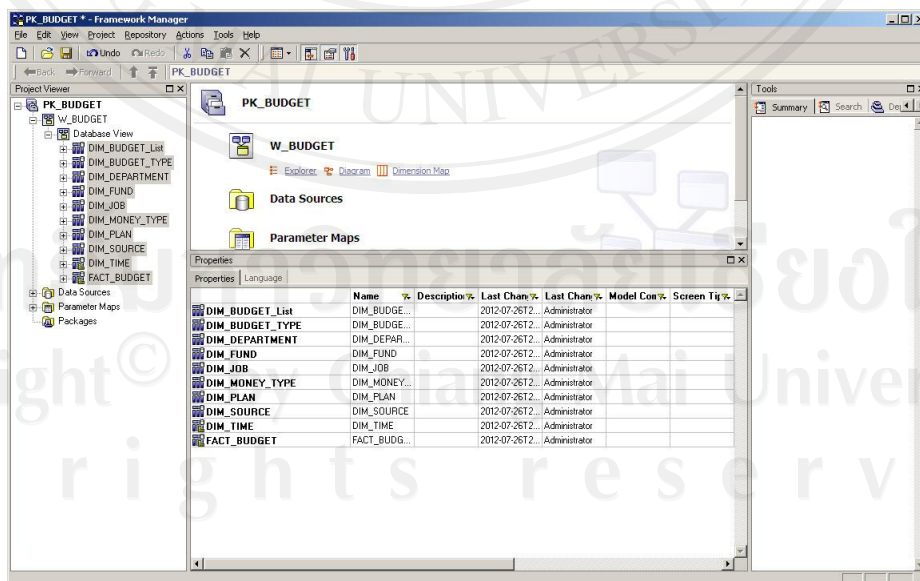 PK_BUDGET * - Framework Manager
File Edit View Project Repository Actions Tools Help
Undo Redo
Back Forward PK_BUDGET
Project Viewer
PK_BUDGET
W_BUDGET
Database View
DIM_BUDGET_List
DIM_BUDGET_TYPE
DIM_DEPARTMENT
DIM_FUND
DIM_JOB
DIM_MONEY_TYPE
DIM_PLAN
DIM_SOURCE
DIM_TIME
FACT_BUDGET
Data Sources
Parameter Maps
Packages
PK_BUDGET
W_BUDGET
Explorer Diagram Dimension Map
Data Sources
Parameter Maps
Tools
Summary Search
Properties
Properties Language
Name Last Chan Last Chan Model Con Screen Tip
DIM_BUDGET_List DIM_BUDGE... 2012-07-26T2... Administrator
DIM_BUDGET_TYPE DIM_BUDGE... 2012-07-26T2... Administrator
DIM_DEPARTMENT DIM_DEPAR... 2012-07-26T2... Administrator
DIM_FUND DIM_FUND 2012-07-26T2... Administrator
DIM_JOB DIM_JOB 2012-07-26T2... Administrator
DIM_MONEY_TYPE DIM_MONEY... 2012-07-26T2... Administrator
DIM_PLAN DIM_PLAN 2012-07-26T2... Administrator
DIM_SOURCE DIM_SOURCE 2012-07-26T2... Administrator
DIM_TIME DIM_TIME 2012-07-26T2... Administrator
FACT_BUDGET FACT_BUDG... 2012-07-26T2... Administrator
AI UNIVERSI
ight © by Chiang Mai Univer
rights reserv